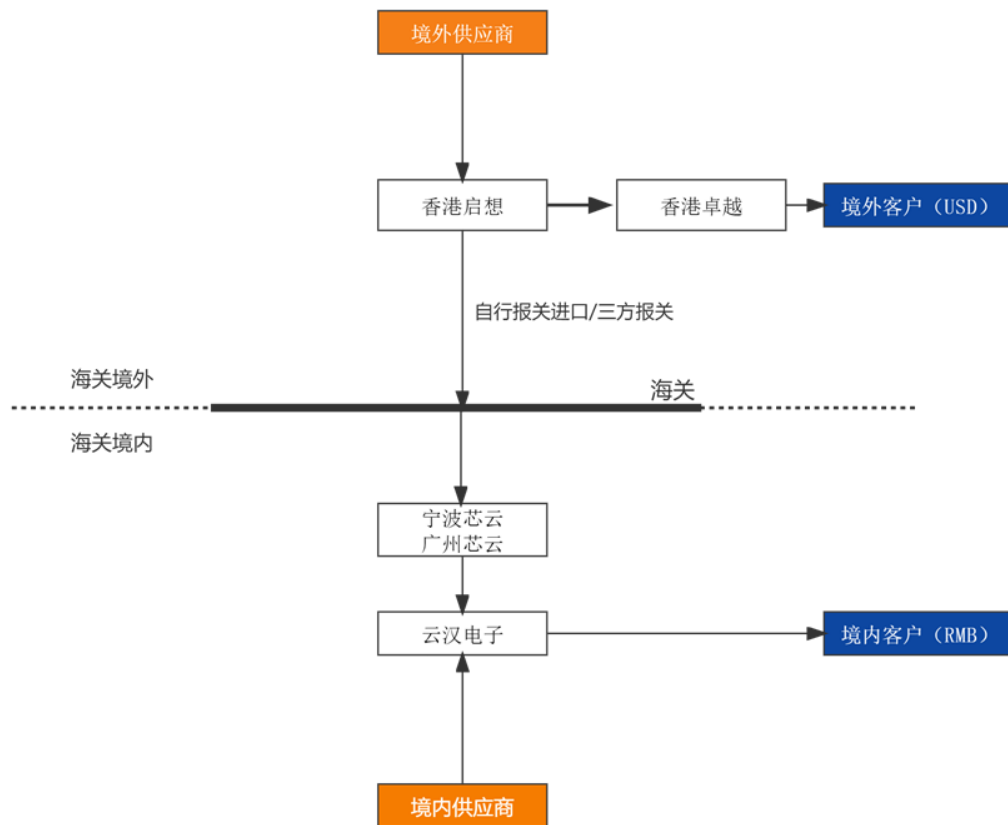 境外供应商
香港启想
香港卓越
境外客户（USD）
自行报关进口/三方报关
海关境外
海关
海关境内
宁波芯云
广州芯云
云汉电子
境内客户（RMB）
境内供应商